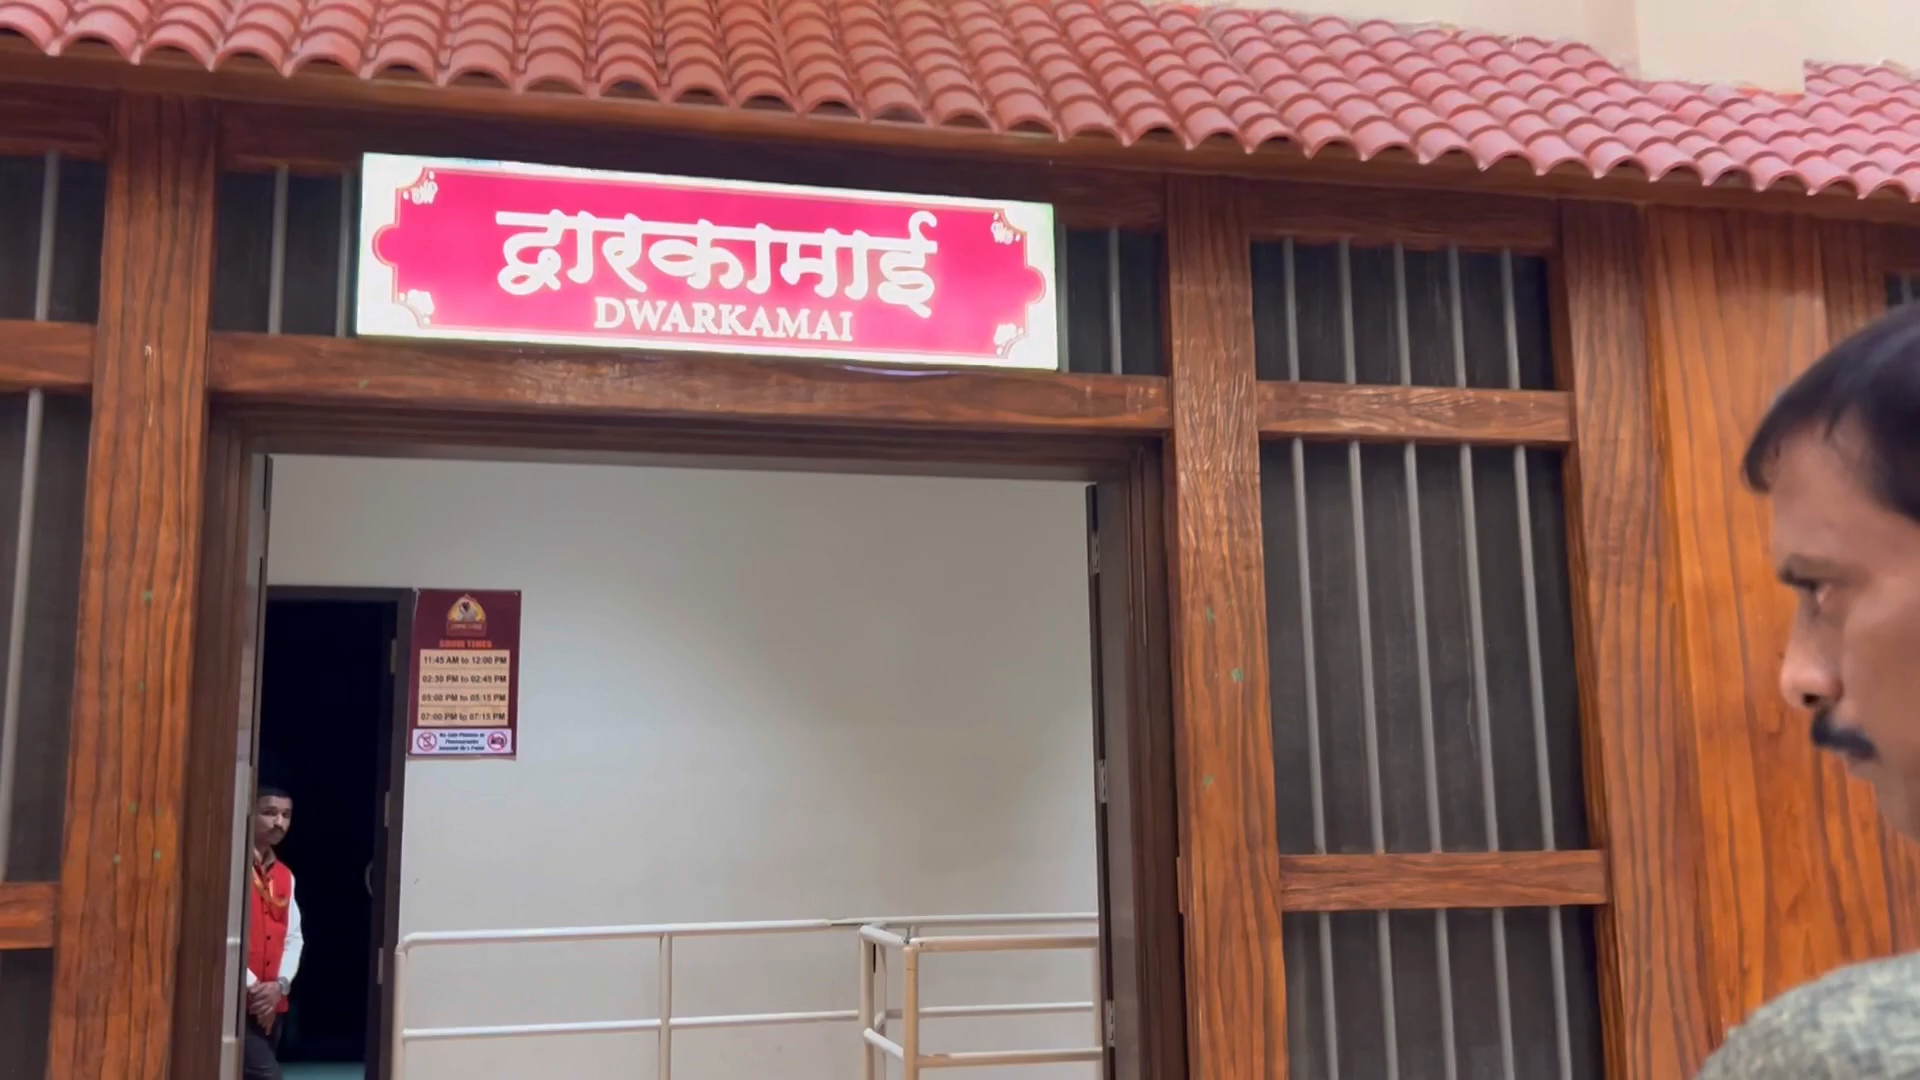 द्वारकामाई
DWARKAMAI
SHOW TIMES
11:45 AM to 12:00 PM
02:30 PM to 02:45 PM
05:00 PM to 05:15 PM
07:00 PM to 07:15 PM